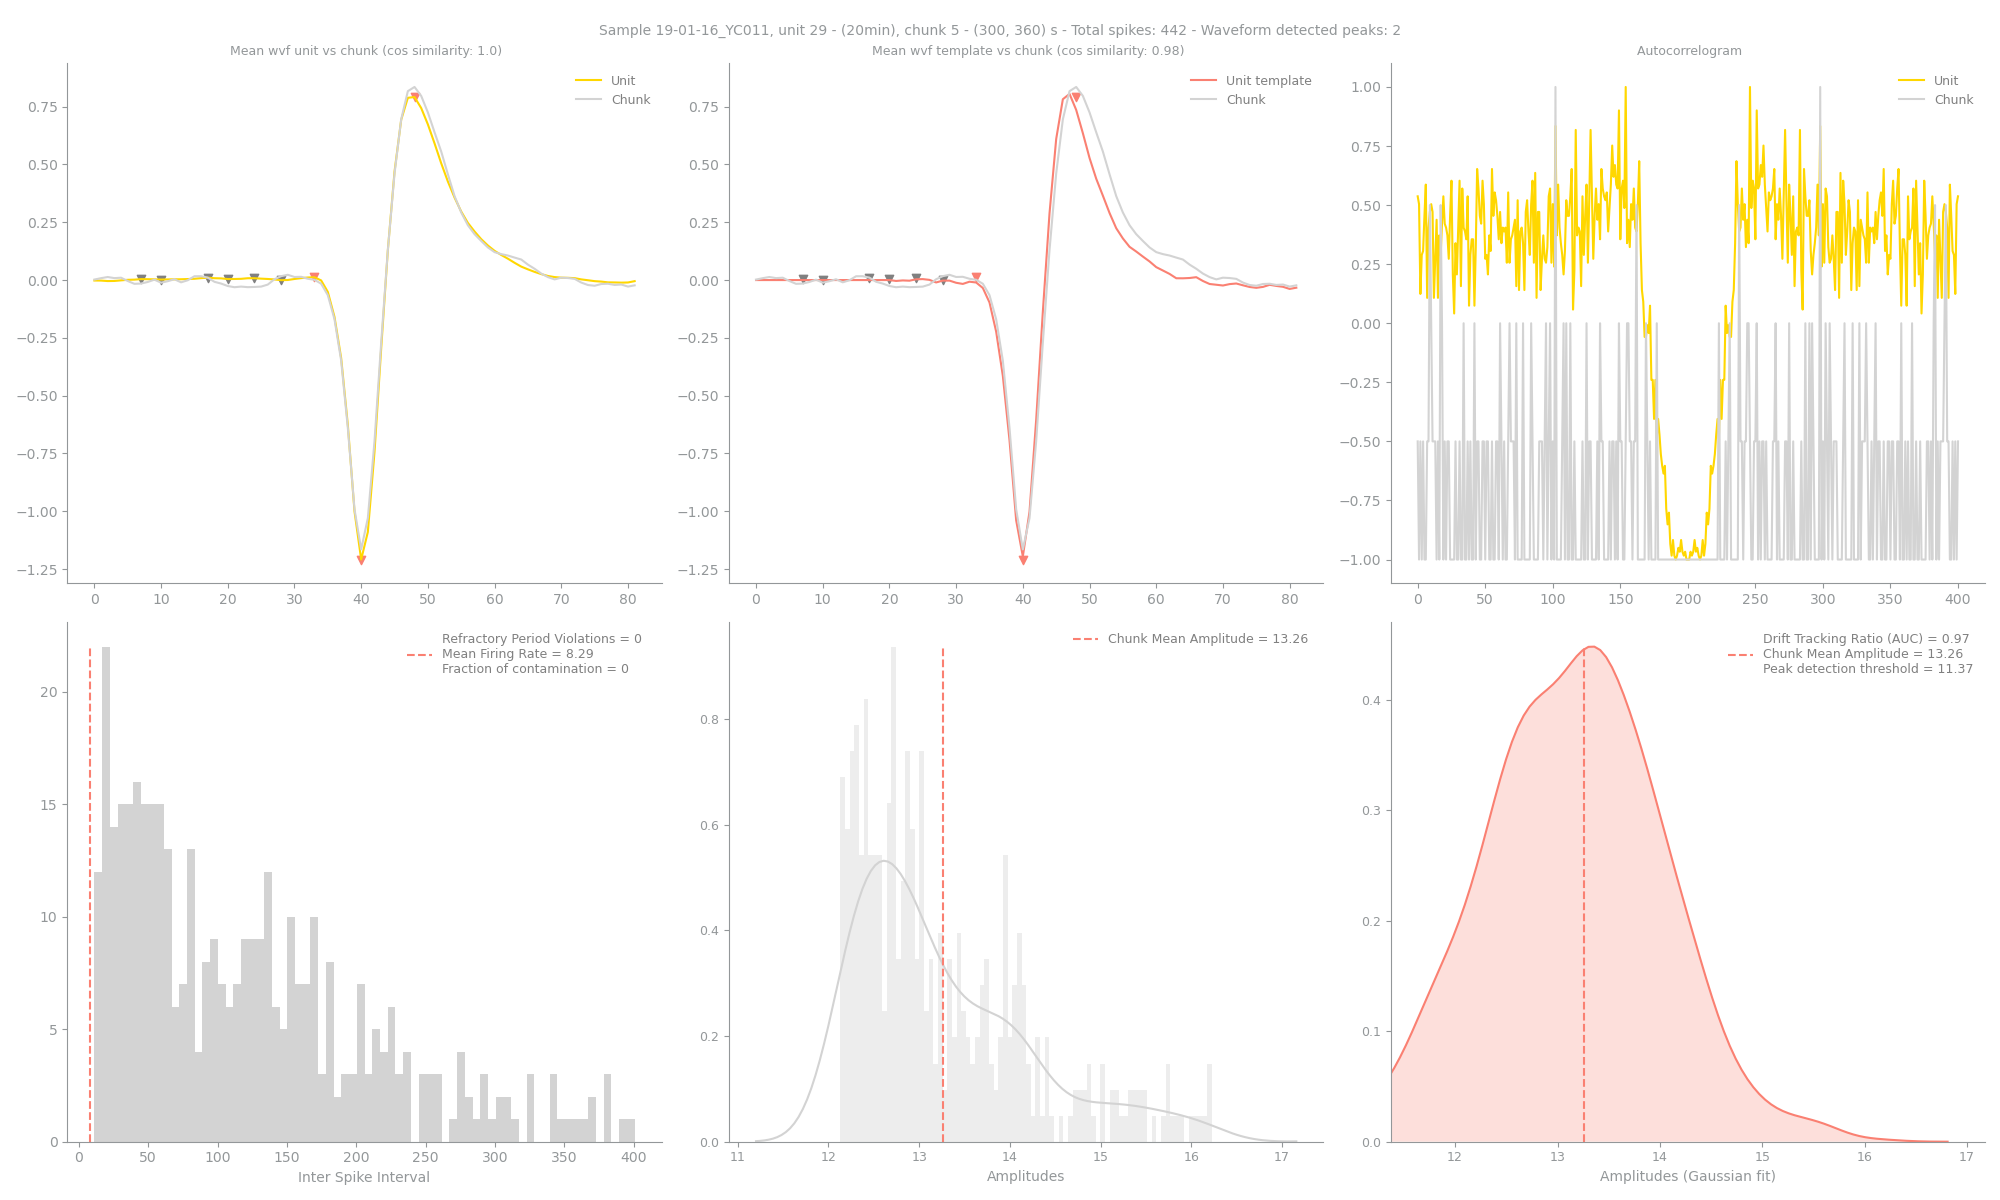 Sample 19-01-16_YC011, unit 29 - (20min), chunk 5 - (300, 360) s - Total spikes: 442 - Waveform detected peaks: 2
Mean wvf unit vs chunk (cos similarity: 1.0)
Unit
Chunk
0.75
0.50
0.25
0.00
−0.25
−0.50
−0.75
−1.00
−1.25
0 10 20 30 40 50 60 70 80
Mean wvf template vs chunk (cos similarity: 0.98)
Unit template
Chunk
0.75
0.50
0.25
0.00
−0.25
−0.50
−0.75
−1.00
−1.25
0 10 20 30 40 50 60 70 80
Autocorrelogram
Unit
Chunk
1.00
0.75
0.50
0.25
0.00
−0.25
−0.50
−0.75
−1.00
0 50 100 150 200 250 300 350 400
Refractory Period Violations = 0
Mean Firing Rate = 8.29
Fraction of contamination = 0
20
15
10
5
0
0 50 100 150 200 250 300 350 400
Inter Spike Interval
Chunk Mean Amplitude = 13.26
0.8
0.6
0.4
0.2
0.0
11 12 13 14 15 16 17
Amplitudes
Drift Tracking Ratio (AUC) = 0.97
Chunk Mean Amplitude = 13.26
Peak detection threshold = 11.37
0.4
0.3
0.2
0.1
0.0
12 13 14 15 16 17
Amplitudes (Gaussian fit)